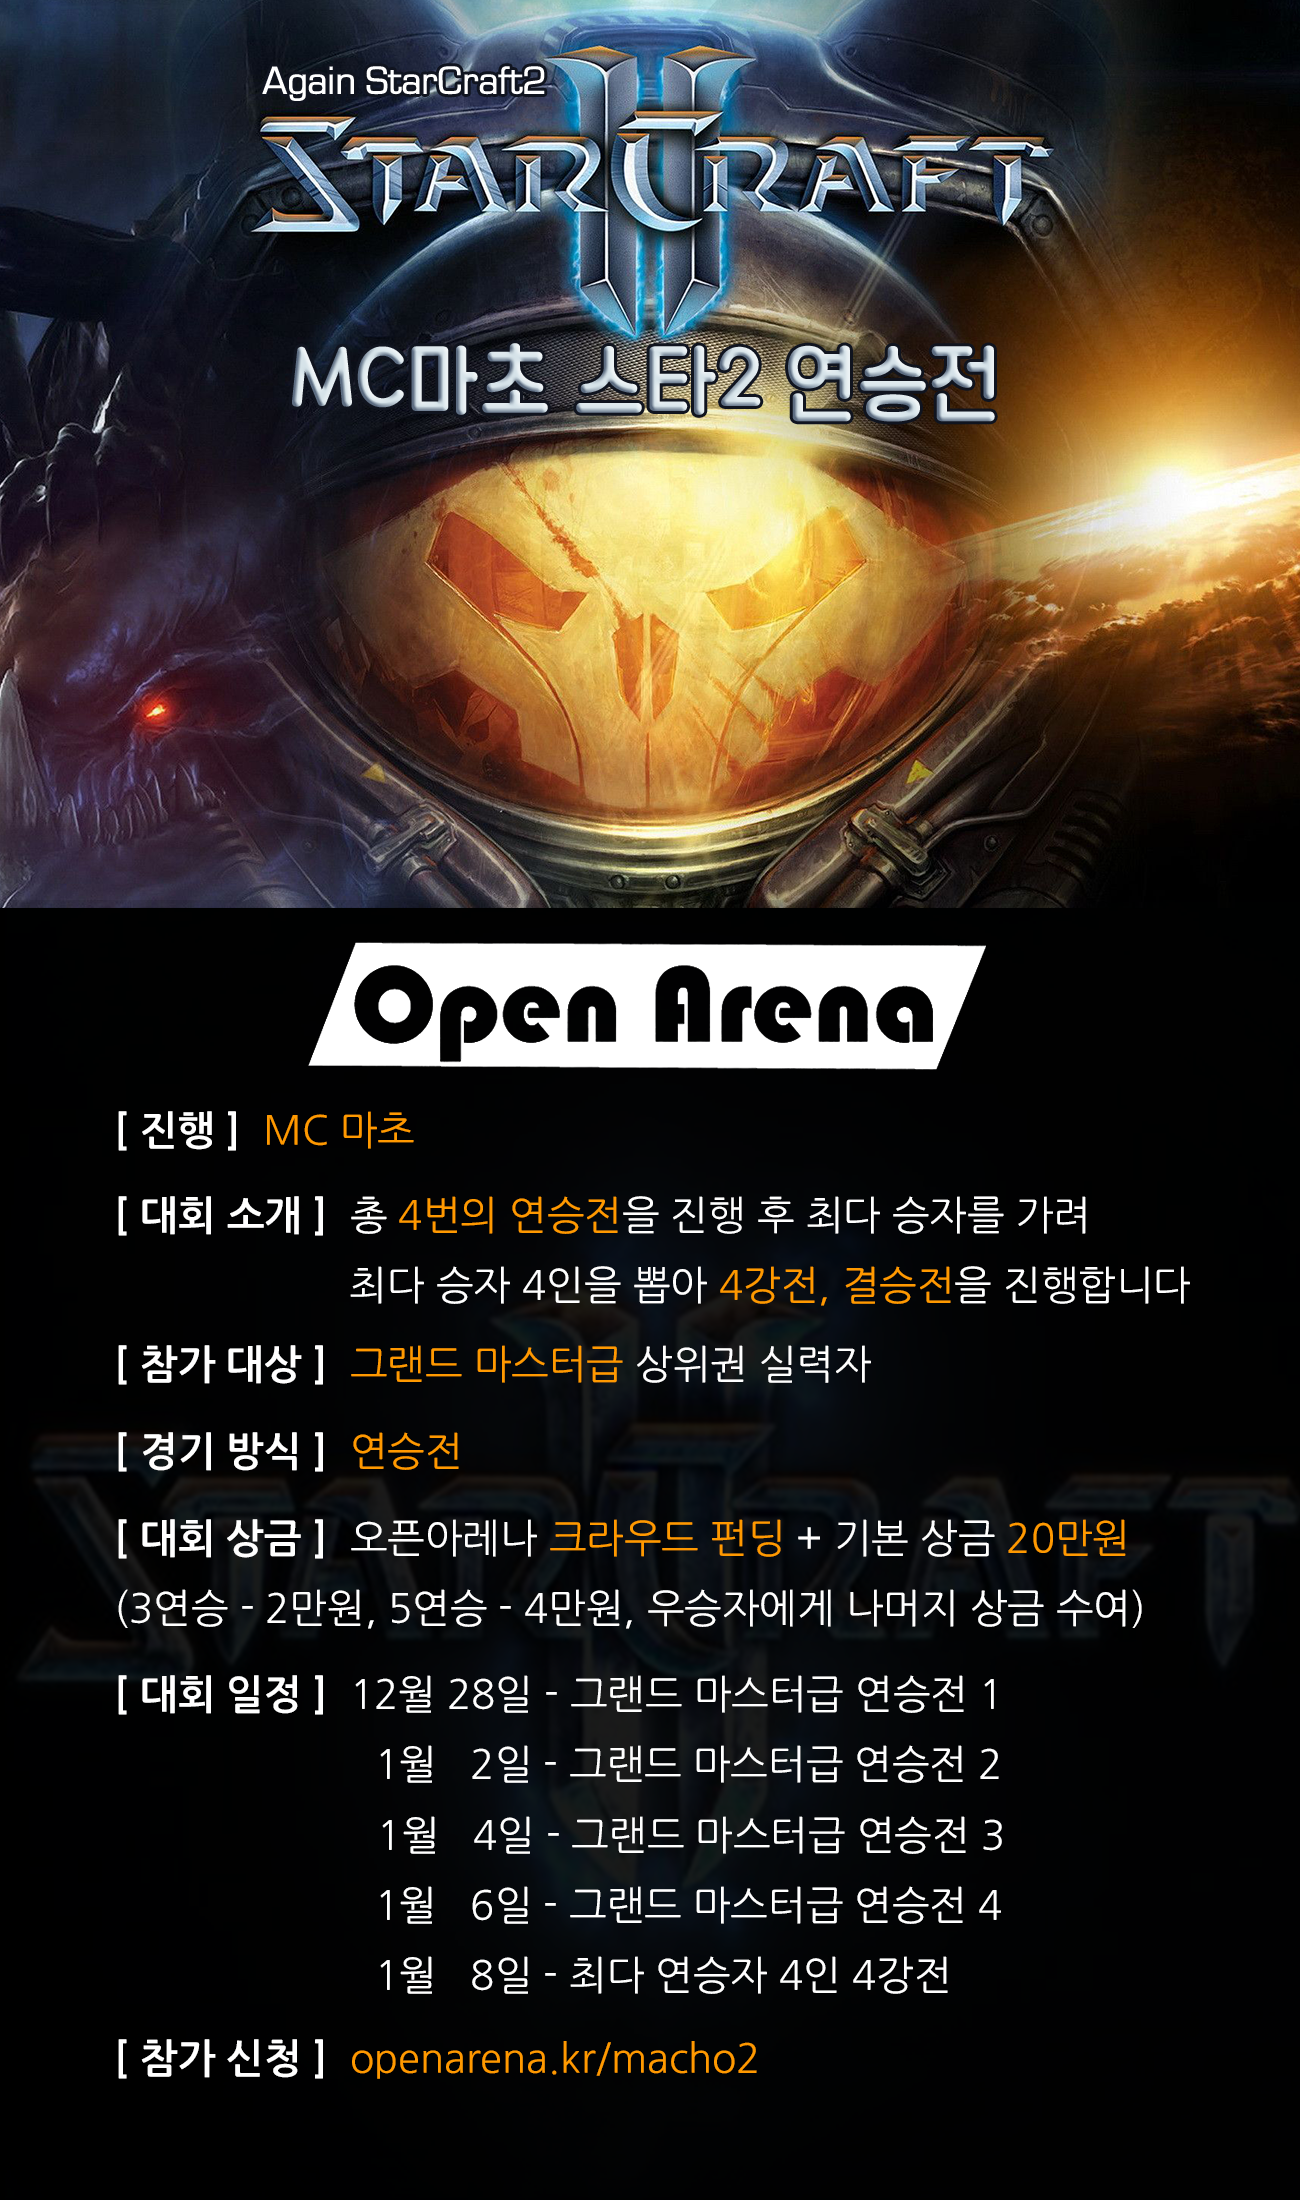 Again StarCraft2
STARCRAFT
II
MC마초 스타2 연승전
Open Arena
[ 진행 ] MC 마초
[ 대회 소개 ] 총 4번의 연승전을 진행 후 최다 승자를 가려
최다 승자 4인을 뽑아 4강전, 결승전을 진행합니다
[ 참가 대상 ] 그랜드 마스터급 상위권 실력자
[ 경기 방식 ] 연승전
[ 대회 상금 ] 오픈아레나 크라우드 펀딩 + 기본 상금 20만원
(3연승 - 2만원, 5연승 - 4만원, 우승자에게 나머지 상금 수여)
[ 대회 일정 ] 12월 28일 - 그랜드 마스터급 연승전 1
1월 2일 - 그랜드 마스터급 연승전 2
1월 4일 - 그랜드 마스터급 연승전 3
1월 6일 - 그랜드 마스터급 연승전 4
1월 8일 - 최다 연승자 4인 4강전
[ 참가 신청 ] openarena.kr/macho2
STARCRAFT
II